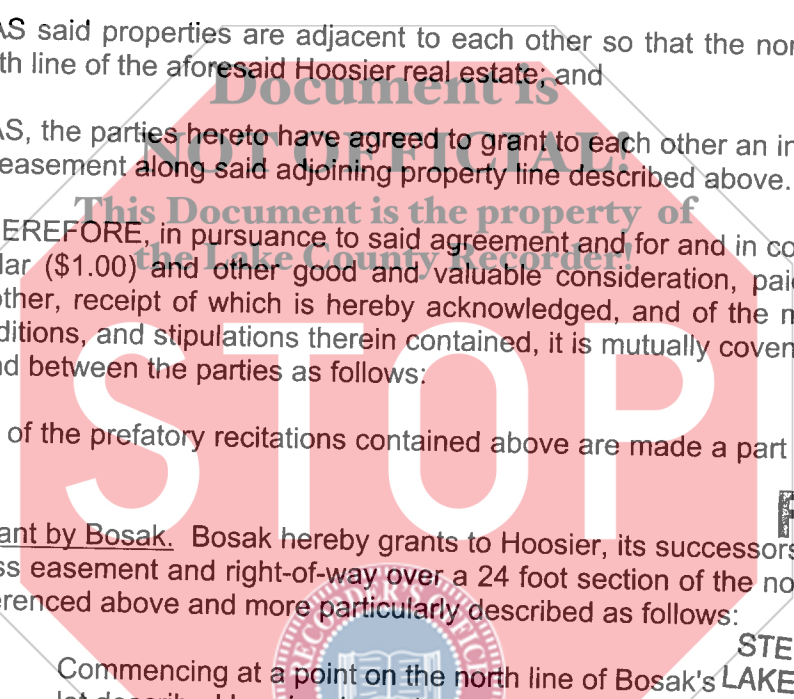 AS said properties are adjacent to each other so that the nor
th line of the aforesaid Hoosier real estate; and
Document is
AS, the parties hereto have agreed to grant to each other an in
NOT OFFICIAL!
easement along said adjoining property line described above.
This Document is the property of
EREFORE, in pursuance to said agreement and for and in co
the Lake County Recorder!
lar ($1.00) and other good and valuable consideration, paid
other, receipt of which is hereby acknowledged, and of the m
ditions, and stipulations therein contained, it is mutually coven
nd between the parties as follows:
STOP
of the prefatory recitations contained above are made a part
F
ant by Bosak. Bosak hereby grants to Hoosier, its successors
ss easement and right-of-way over a 24 foot section of the no
erenced above and more particularly described as follows:
RECORDER'S OFFICE
STE
Commencing at a point on the north line of Bosak's
LAKE